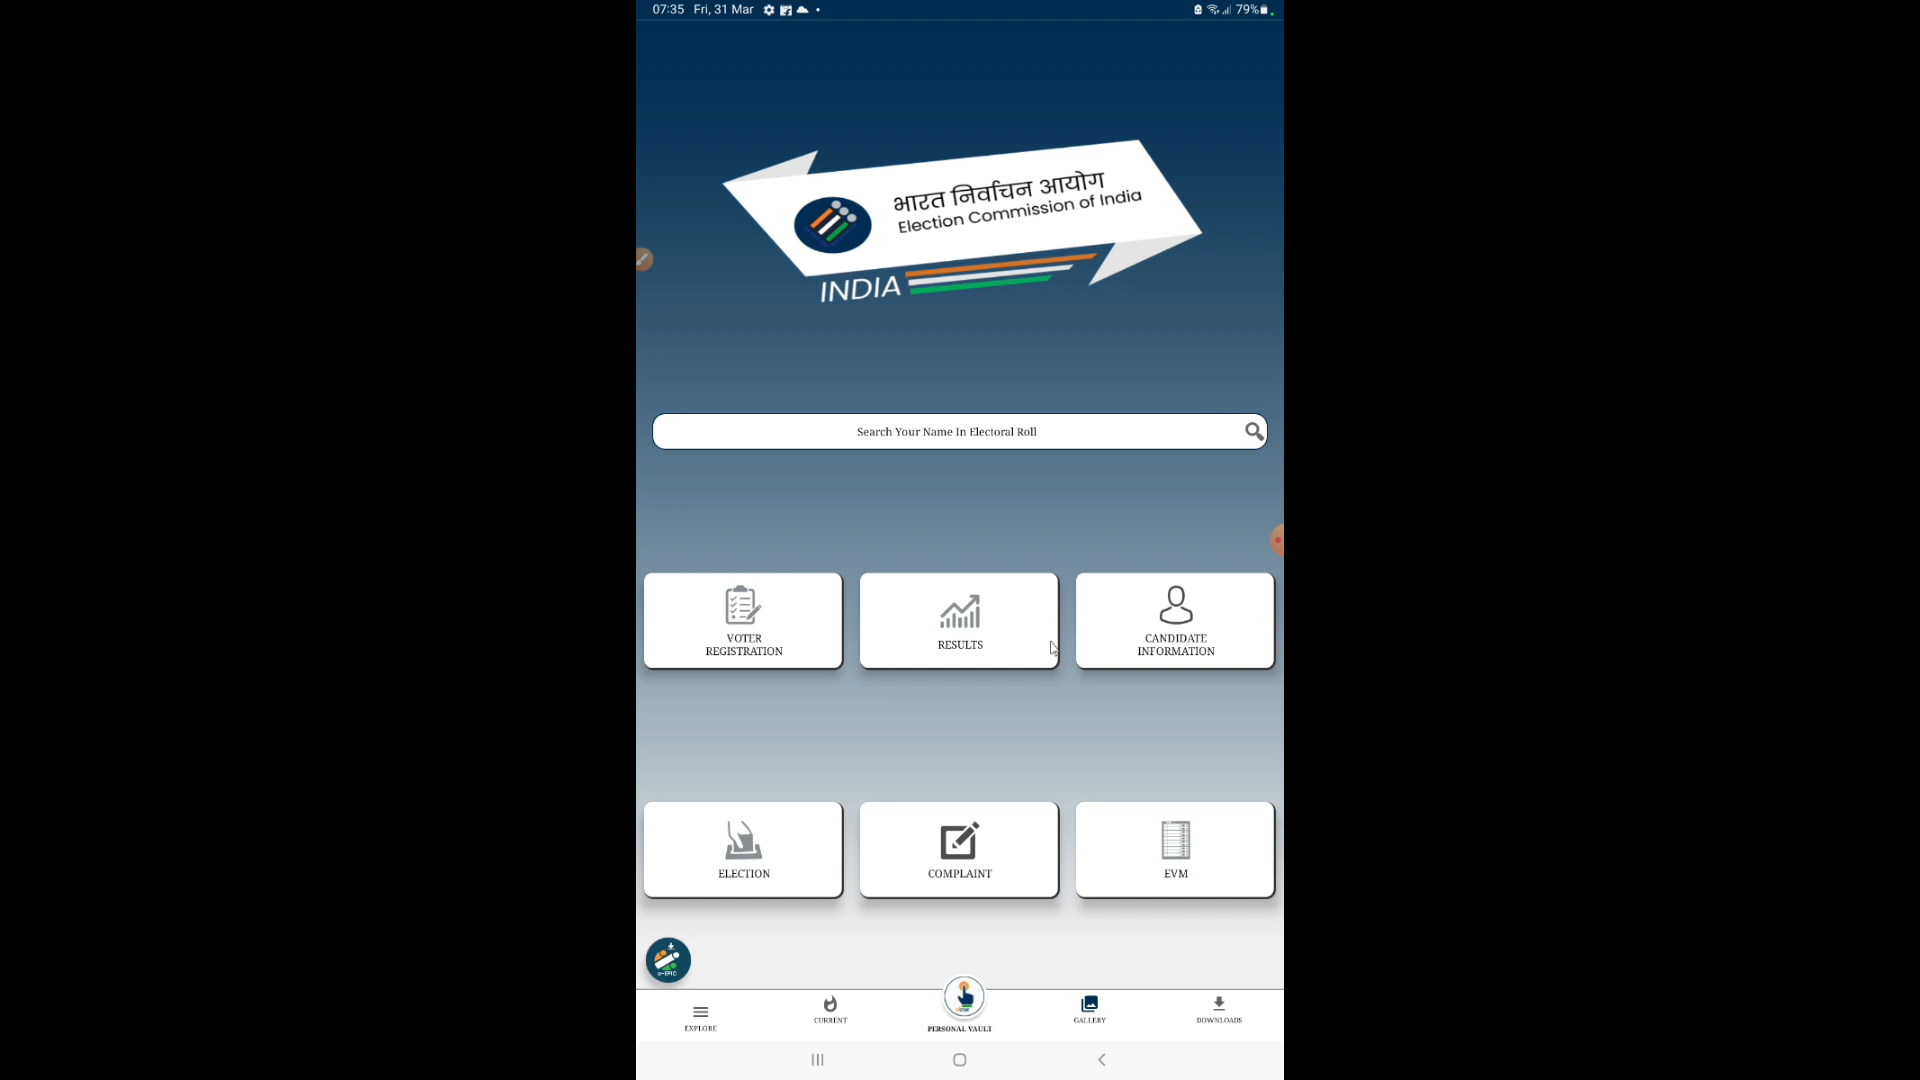 07:35 Fri, 31 Mar
79%
भारत निर्वाचन आयोग
Election Commission of India
INDIA
Search Your Name In Electoral Roll
VOTER
REGISTRATION
RESULTS
CANDIDATE
INFORMATION
ELECTION
COMPLAINT
EVM
e-EPIC
EXPLORE
CURRENT
PERSONAL VAULT
GALLERY
DOWNLOADS